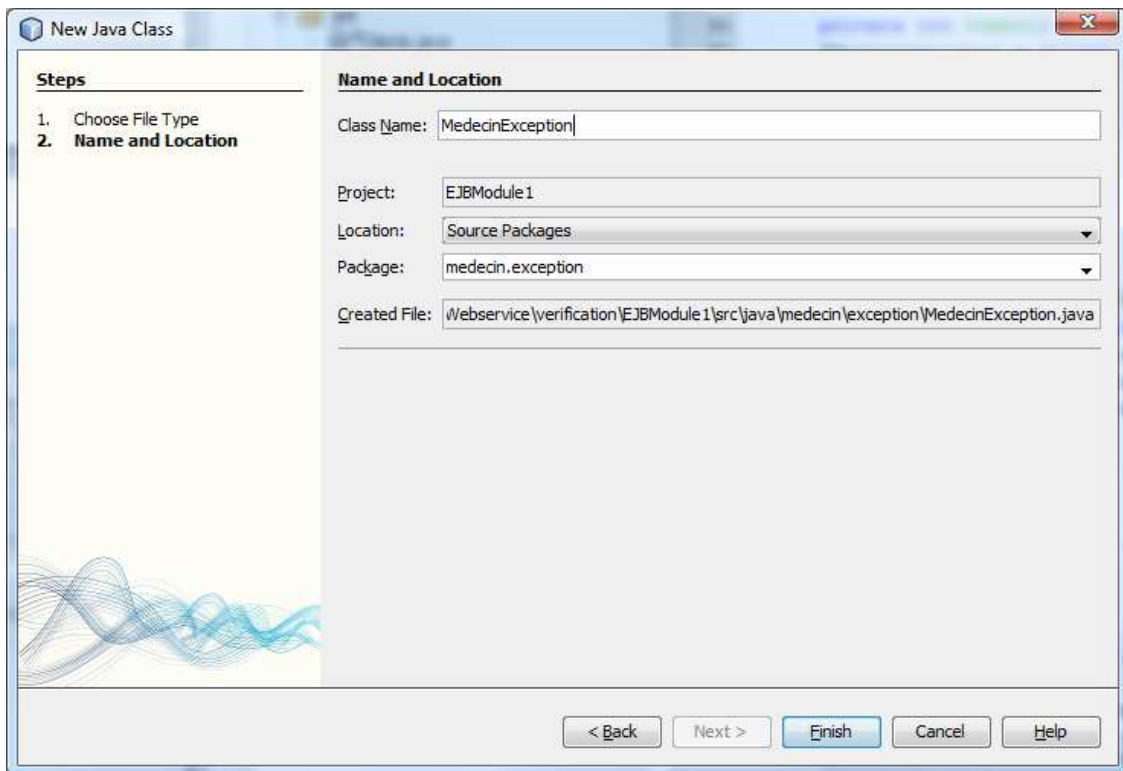 New Java Class
Steps
1. Choose File Type
2. Name and Location
Name and Location
Class Name: MedecinException
Project: EJBModule1
Location: Source Packages
Package: medecin.exception
Created File: Webservice\verification\EJBModule1\src\java\medecin\exception\MedecinException.java
< Back Next > Finish Cancel Help